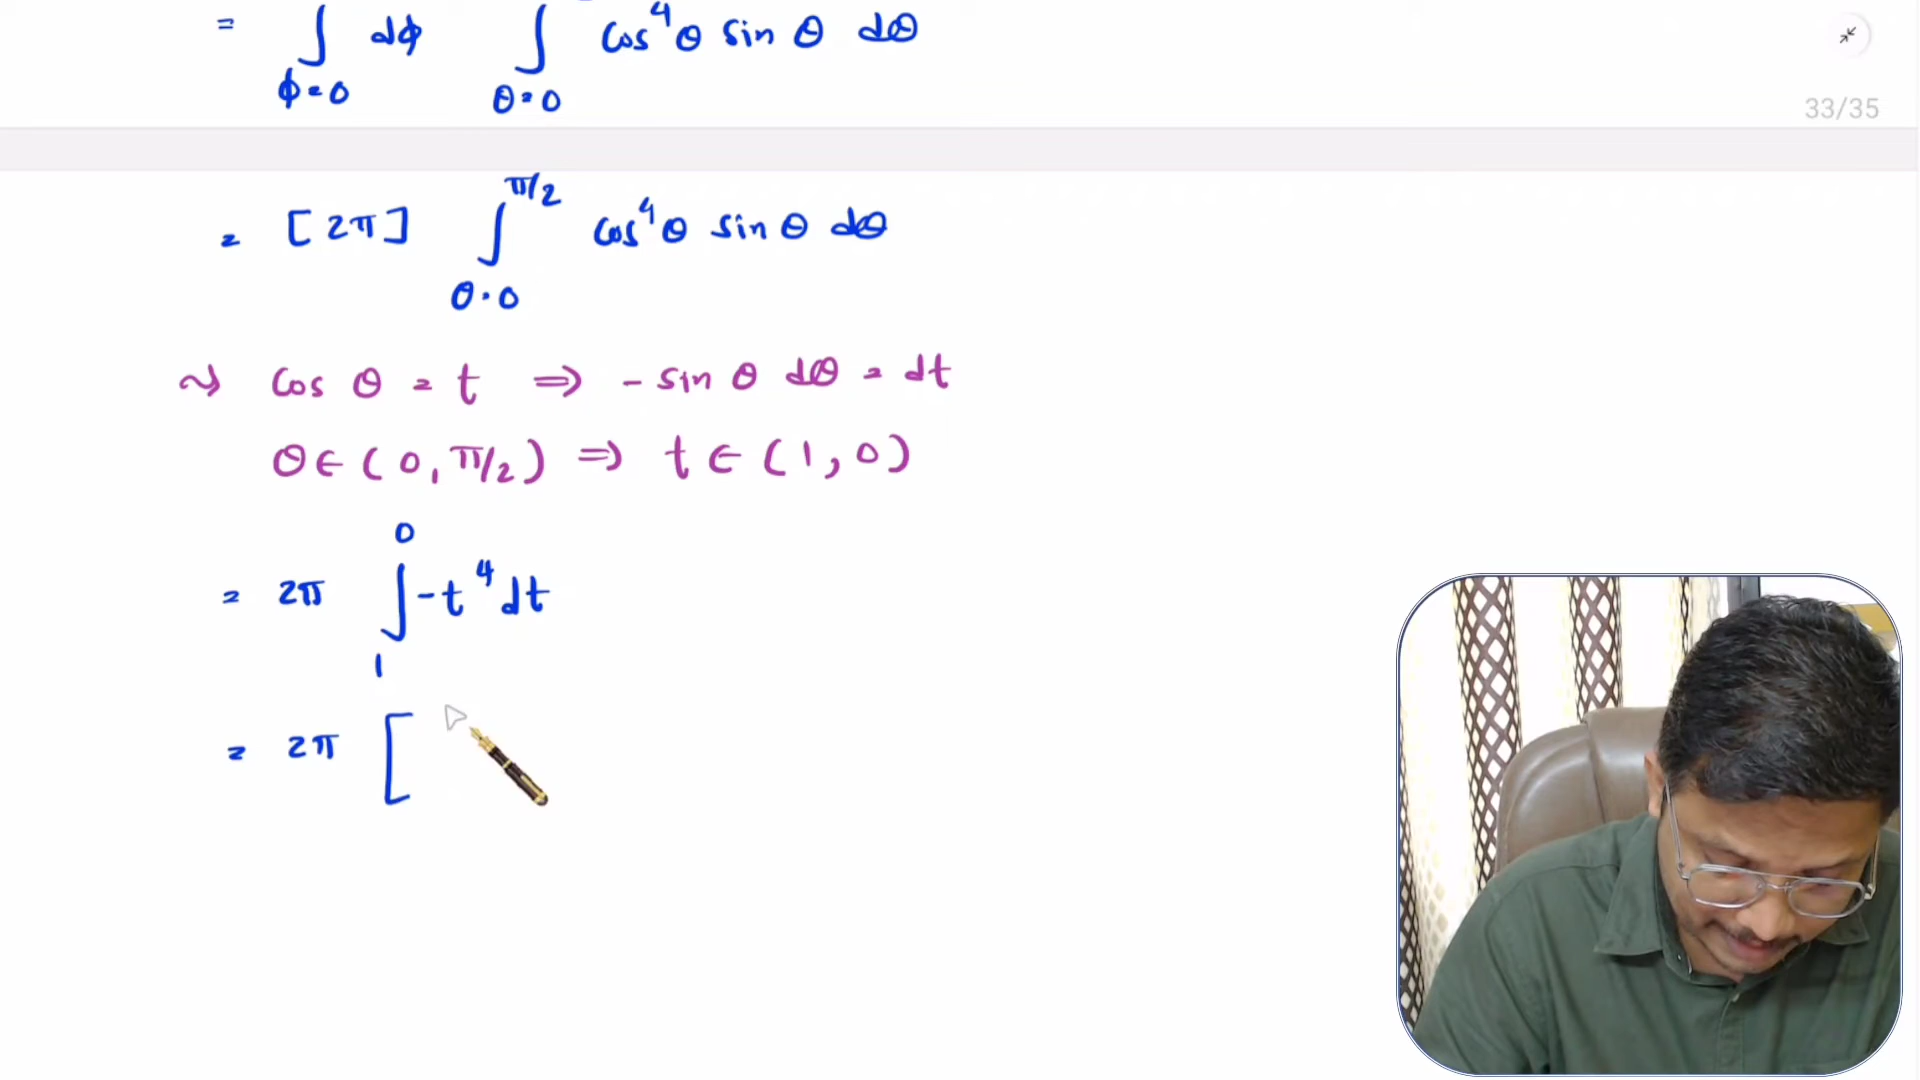 = ∫ dϕ ∫ cos⁴θ sin θ dθ
ϕ=0 θ=0
33/35
= [2π] ∫ cos⁴θ sin θ dθ
π/2
θ=0
⇝ cos θ = t ⇒ - sin θ dθ = dt
θ ∈ (0, π/2) ⇒ t ∈ (1, 0)
0
= 2π ∫ -t⁴ dt
1
= 2π [